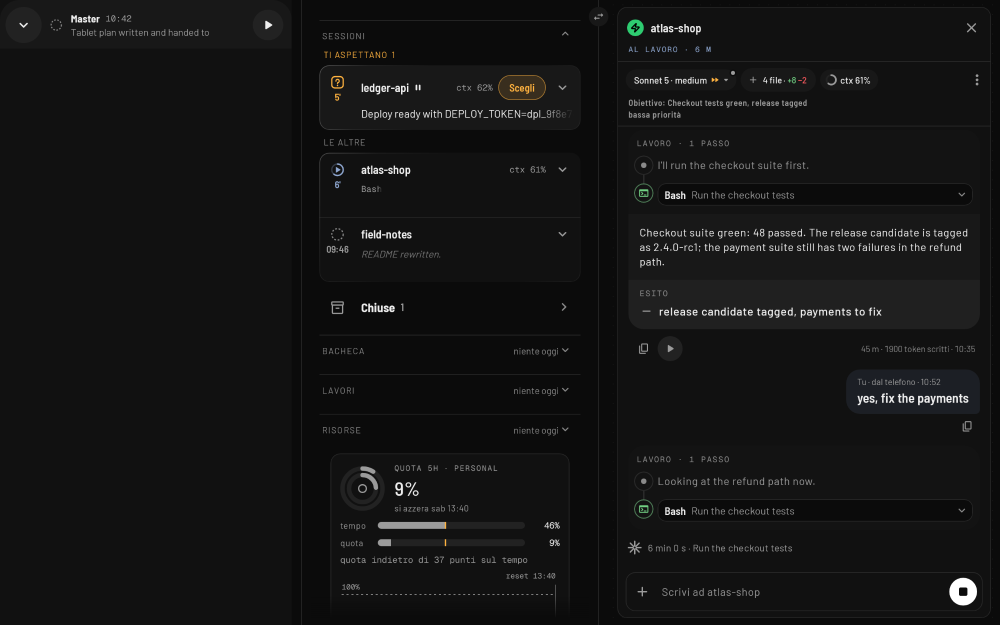 Master 10:42
Tablet plan written and handed to
SESSIONI
TI ASPETTANO 1
ledger-api ctx 62% Scegli
5'
Deploy ready with DEPLOY_TOKEN=dpl_9f8e7
LE ALTRE
atlas-shop ctx 61%
6'
Bash
field-notes
09:46
README rewritten.
Chiuse 1
BACHECA niente oggi
LAVORI niente oggi
RISORSE niente oggi
QUOTA 5H · PERSONAL
9%
si azzera sab 13:40
tempo 46%
quota 9%
quota indietro di 37 punti sul tempo
reset 13:40
100%
atlas-shop
AL LAVORO · 6 M
Sonnet 5 · medium
4 file · +8 −2
ctx 61%
Obiettivo: Checkout tests green, release tagged
bassa priorità
LAVORO · 1 PASSO
I'll run the checkout suite first.
Bash Run the checkout tests
Checkout suite green: 48 passed. The release candidate is tagged
as 2.4.0-rc1; the payment suite still has two failures in the refund
path.
ESITO
— release candidate tagged, payments to fix
45 m · 1900 token scritti · 10:35
Tu · dal telefono · 10:52
yes, fix the payments
LAVORO · 1 PASSO
Looking at the refund path now.
Bash Run the checkout tests
6 min 0 s · Run the checkout tests
Scrivi ad atlas-shop